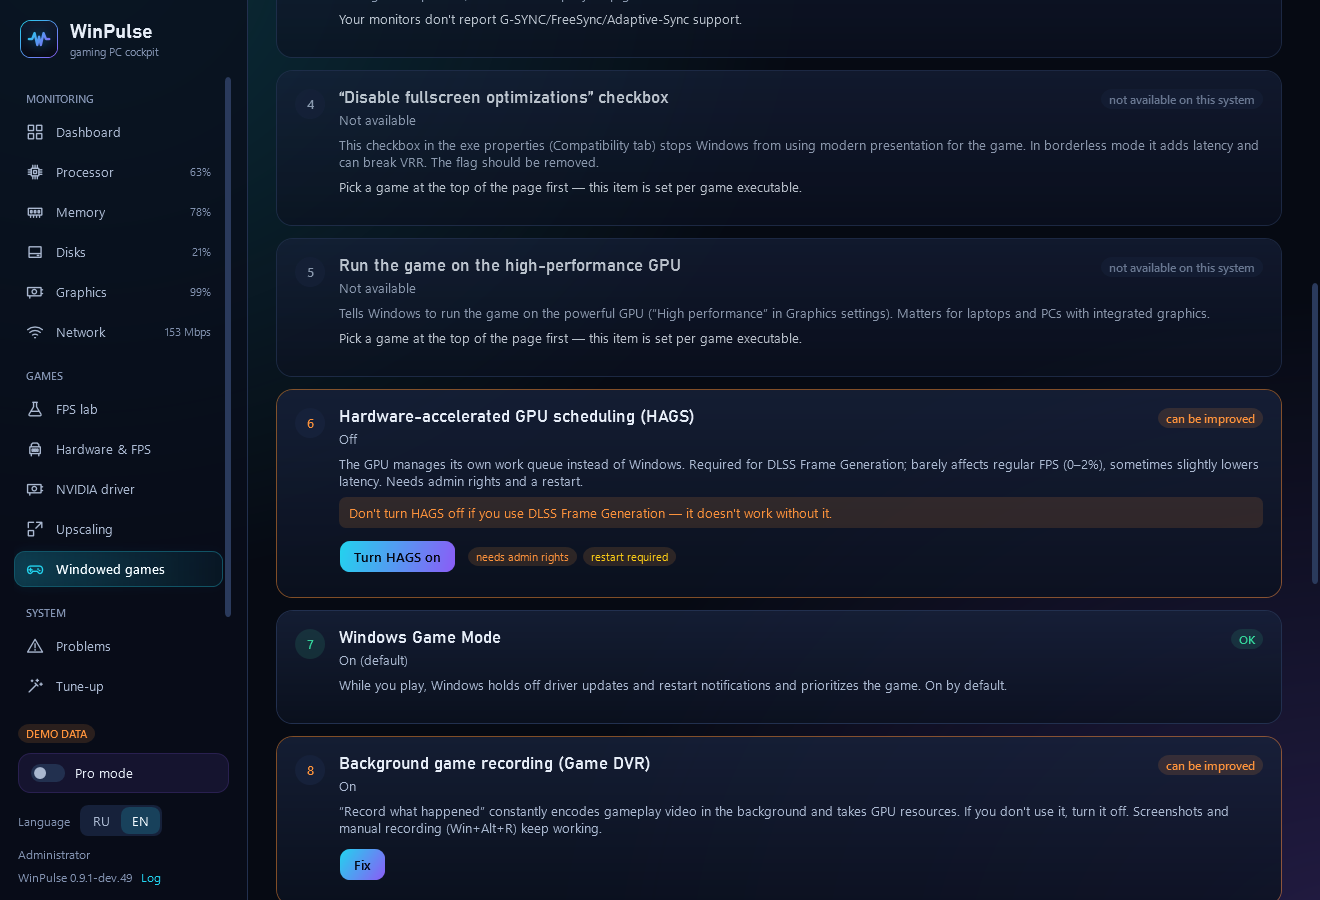 WinPulse
gaming PC cockpit
MONITORING
Dashboard
Processor 63%
Memory 78%
Disks 21%
Graphics 99%
Network 153 Mbps
GAMES
FPS lab
Hardware & FPS
NVIDIA driver
Upscaling
Windowed games
SYSTEM
Problems
Tune-up
DEMO DATA
Pro mode
Language RU EN
Administrator
WinPulse 0.9.1-dev.49 Log
Your monitors don't report G-SYNC/FreeSync/Adaptive-Sync support.
4 “Disable fullscreen optimizations” checkbox not available on this system
Not available
This checkbox in the exe properties (Compatibility tab) stops Windows from using modern presentation for the game. In borderless mode it adds latency and
can break VRR. The flag should be removed.
Pick a game at the top of the page first — this item is set per game executable.
5 Run the game on the high-performance GPU not available on this system
Not available
Tells Windows to run the game on the powerful GPU (“High performance” in Graphics settings). Matters for laptops and PCs with integrated graphics.
Pick a game at the top of the page first — this item is set per game executable.
6 Hardware-accelerated GPU scheduling (HAGS) can be improved
Off
The GPU manages its own work queue instead of Windows. Required for DLSS Frame Generation; barely affects regular FPS (0–2%), sometimes slightly lowers
latency. Needs admin rights and a restart.
Don't turn HAGS off if you use DLSS Frame Generation — it doesn't work without it.
Turn HAGS on needs admin rights restart required
7 Windows Game Mode OK
On (default)
While you play, Windows holds off driver updates and restart notifications and prioritizes the game. On by default.
8 Background game recording (Game DVR) can be improved
On
“Record what happened” constantly encodes gameplay video in the background and takes GPU resources. If you don't use it, turn it off. Screenshots and
manual recording (Win+Alt+R) keep working.
Fix